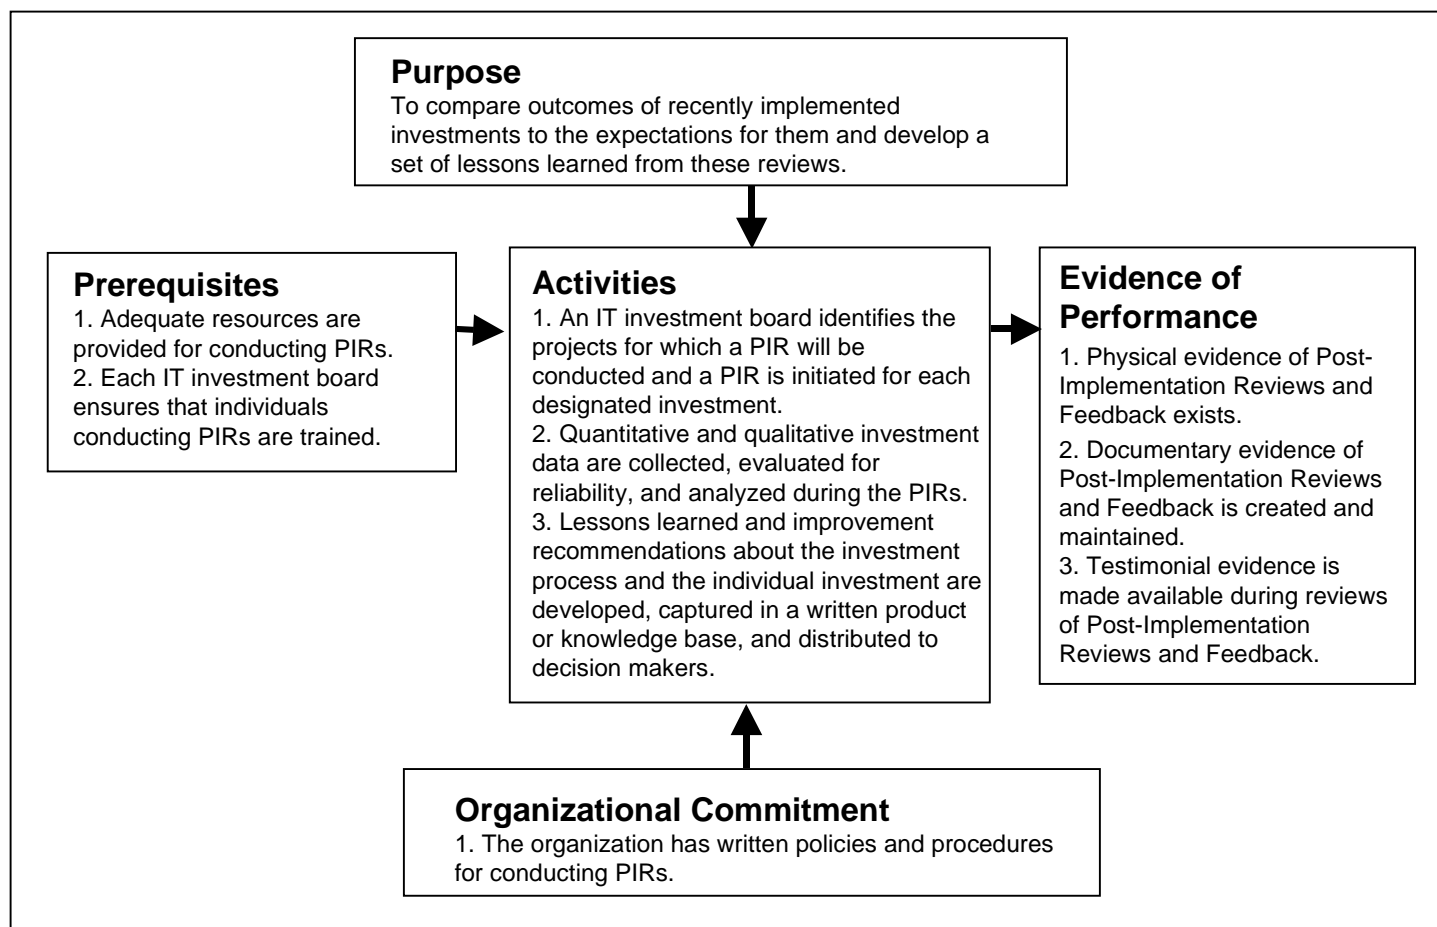 Purpose
To compare outcomes of recently implemented
investments to the expectations for them and develop a
set of lessons learned from these reviews.
Prerequisites
1. Adequate resources are
provided for conducting PIRs.
2. Each IT investment board
ensures that individuals
conducting PIRs are trained.
Activities
1. An IT investment board identifies the
projects for which a PIR will be
conducted and a PIR is initiated for each
designated investment.
2. Quantitative and qualitative investment
data are collected, evaluated for
reliability, and analyzed during the PIRs.
3. Lessons learned and improvement
recommendations about the investment
process and the individual investment are
developed, captured in a written product
or knowledge base, and distributed to
decision makers.
Evidence of
Performance
1. Physical evidence of Post-
Implementation Reviews and
Feedback exists.
2. Documentary evidence of
Post-Implementation Reviews
and Feedback is created and
maintained.
3. Testimonial evidence is
made available during reviews
of Post-Implementation
Reviews and Feedback.
Organizational Commitment
1. The organization has written policies and procedures
for conducting PIRs.